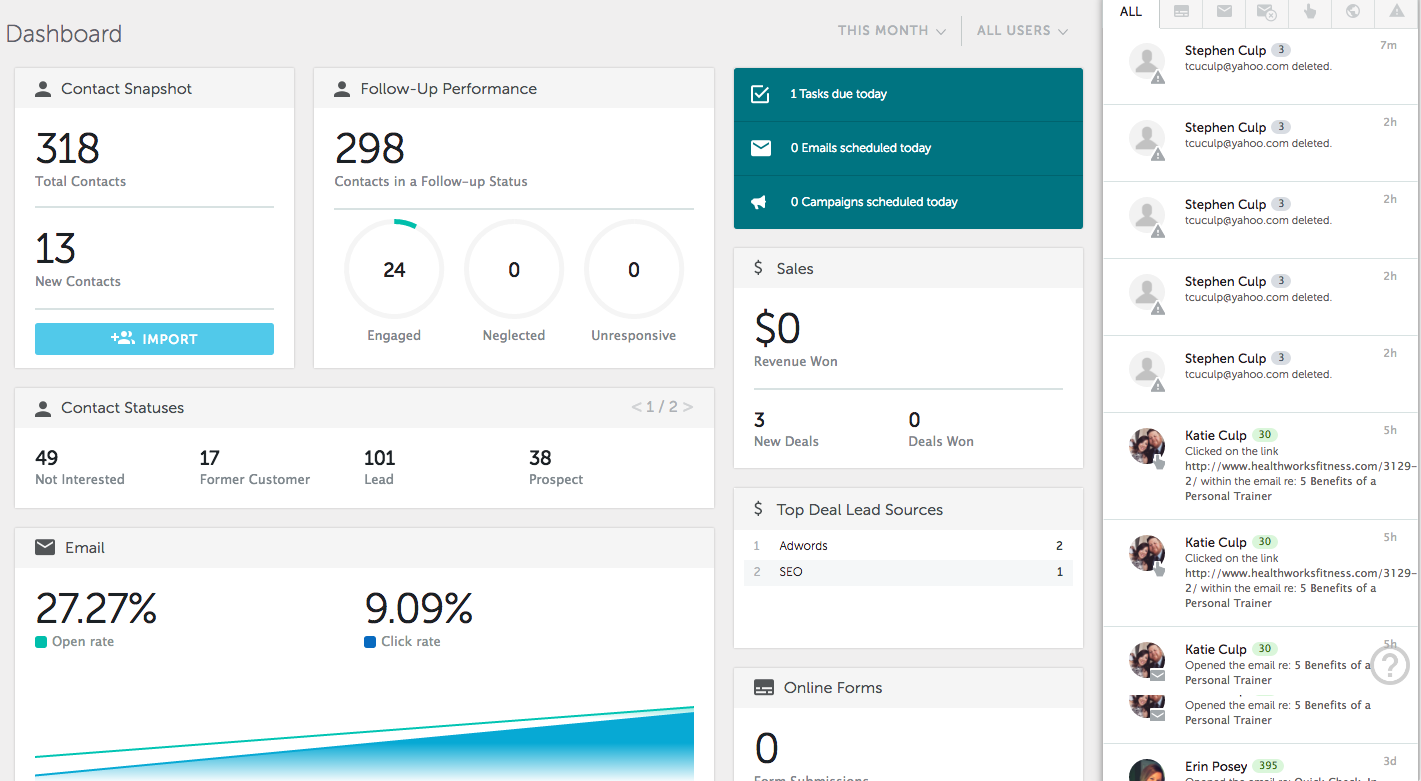 Dashboard
THIS MONTH
ALL USERS
Contact Snapshot
318
Total Contacts
13
New Contacts
IMPORT
Follow-Up Performance
298
Contacts in a Follow-up Status
24
0
0
Engaged
Neglected
Unresponsive
Contact Statuses
< 1 / 2 >
49
17
101
38
Not Interested
Former Customer
Lead
Prospect
Email
27.27%
9.09%
Open rate
Click rate
1 Tasks due today
0 Emails scheduled today
0 Campaigns scheduled today
$ Sales
$0
Revenue Won
3
0
New Deals
Deals Won
$ Top Deal Lead Sources
1 Adwords 2
2 SEO 1
Online Forms
0
Form Submissions
ALL
Stephen Culp 3 7m
tcuculp@yahoo.com deleted.
Stephen Culp 3 2h
tcuculp@yahoo.com deleted.
Stephen Culp 3 2h
tcuculp@yahoo.com deleted.
Stephen Culp 3 2h
tcuculp@yahoo.com deleted.
Stephen Culp 3 2h
tcuculp@yahoo.com deleted.
Katie Culp 30 5h
Clicked on the link
http://www.healthworksfitness.com/3129-
2/ within the email re: 5 Benefits of a
Personal Trainer
Katie Culp 30 5h
Clicked on the link
http://www.healthworksfitness.com/3129-
2/ within the email re: 5 Benefits of a
Personal Trainer
Katie Culp 30 5h
Opened the email re: 5 Benefits of a
Personal Trainer
?
Opened the email re: 5 Benefits of a
Personal Trainer
Erin Posey 395 3d
Opened the email re: Quick Check-In